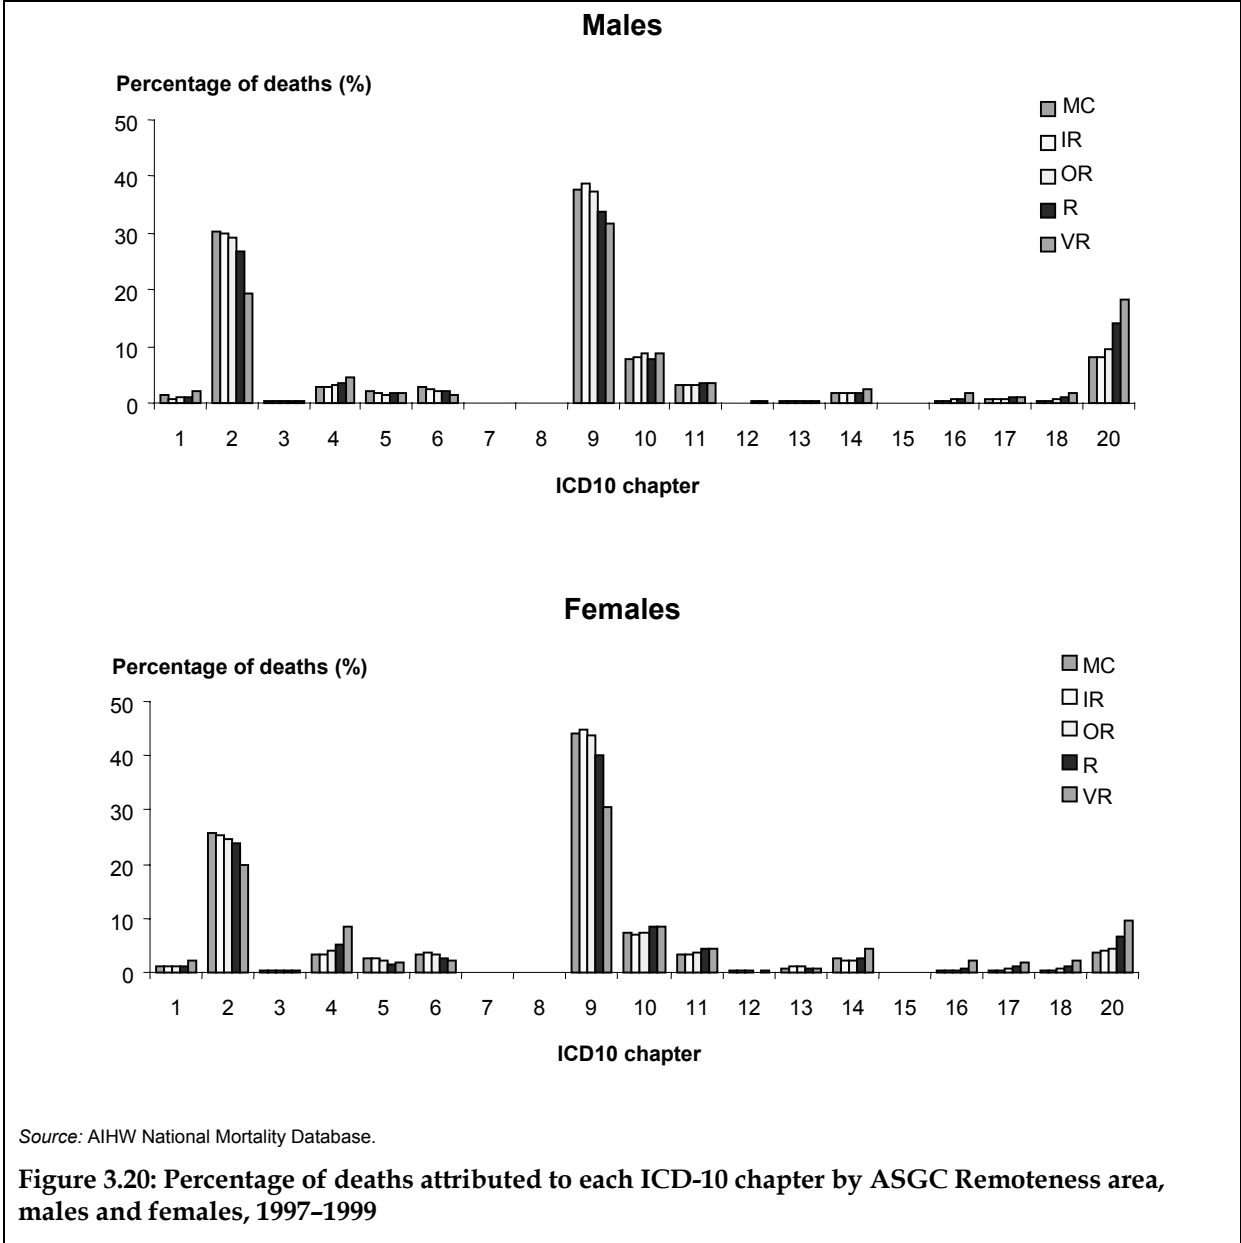 Males
Percentage of deaths (%)
MC
IR
OR
R
VR
50
40
30
20
10
0
1 2 3 4 5 6 7 8 9 10 11 12 13 14 15 16 17 18 20
ICD10 chapter
Females
Percentage of deaths (%)
MC
IR
OR
R
VR
50
40
30
20
10
0
1 2 3 4 5 6 7 8 9 10 11 12 13 14 15 16 17 18 20
ICD10 chapter
Source: AIHW National Mortality Database.
Figure 3.20: Percentage of deaths attributed to each ICD-10 chapter by ASGC Remoteness area,
males and females, 1997–1999